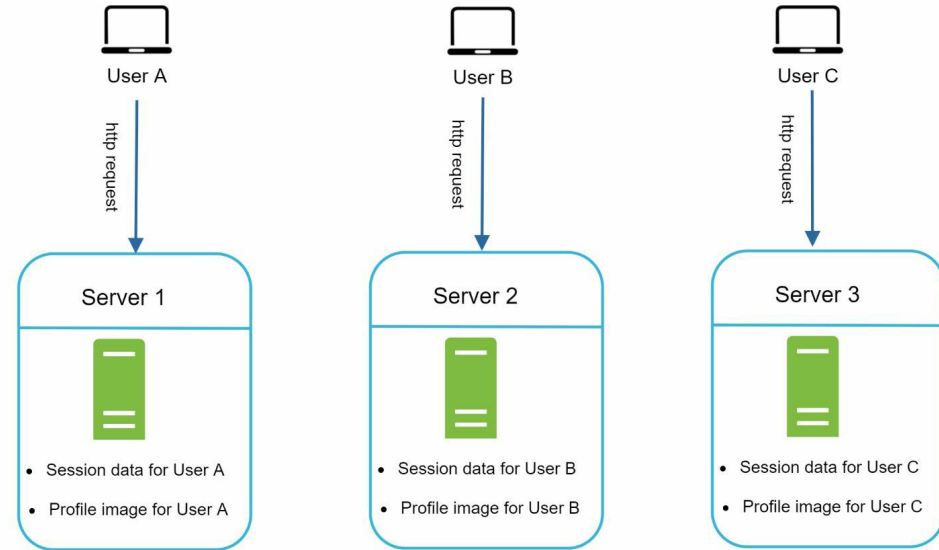 User A
User B
User C
http request
http request
http request
Server 1
Server 2
Server 3
• Session data for User A
• Profile image for User A
• Session data for User B
• Profile image for User B
• Session data for User C
• Profile image for User C